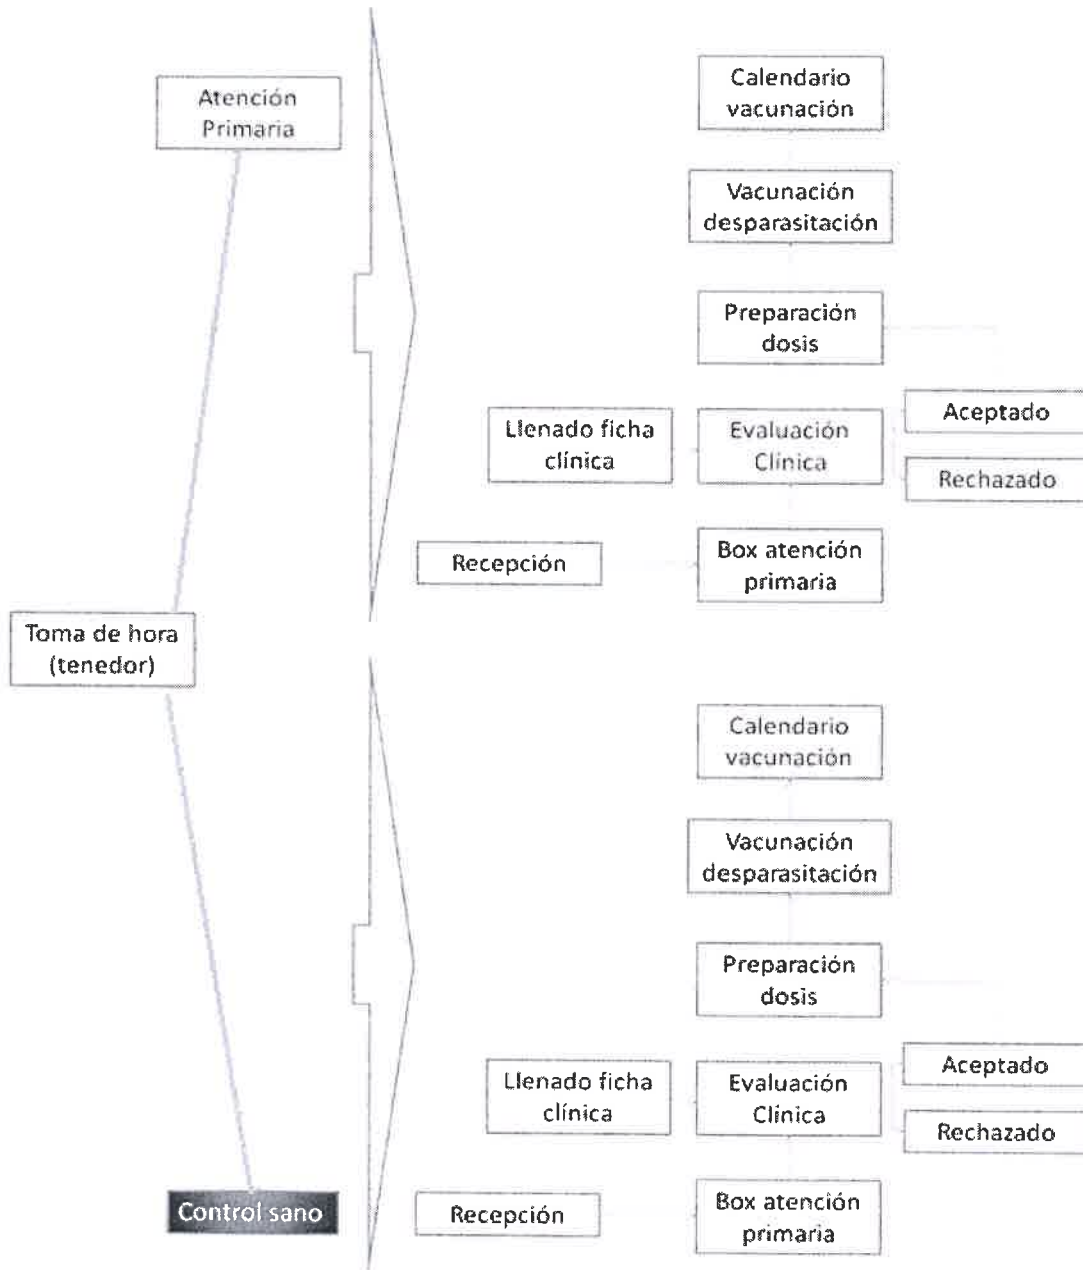 Atención
Primaria
Calendario
vacunación
Vacunación
desparasitación
Preparación
dosis
Aceptado
Llenado ficha
clínica
Evaluación
Clínica
Rechazado
Recepción
Box atención
primaria
Toma de hora
(tenedor)
Calendario
vacunación
Vacunación
desparasitación
Preparación
dosis
Aceptado
Llenado ficha
clínica
Evaluación
Clínica
Rechazado
Control sano
Recepción
Box atención
primaria